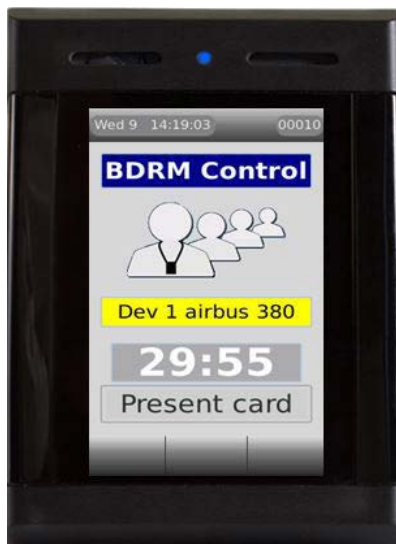 Wed 9 14:19:03 00010
BDRM Control
Dev 1 airbus 380
29:55
Present card